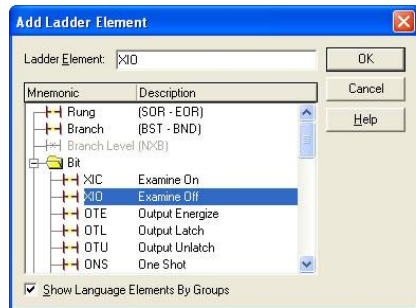 Add Ladder Element
Ladder Element: XIO
OK
Cancel
Help
Mnemonic Description
Rung (SOR - EOR)
Branch (BST - BND)
Branch Level (NXB)
Bit
XIC Examine On
XIO Examine Off
OTE Output Energize
OTL Output Latch
OTU Output Unlatch
ONS One Shot
Show Language Elements By Groups